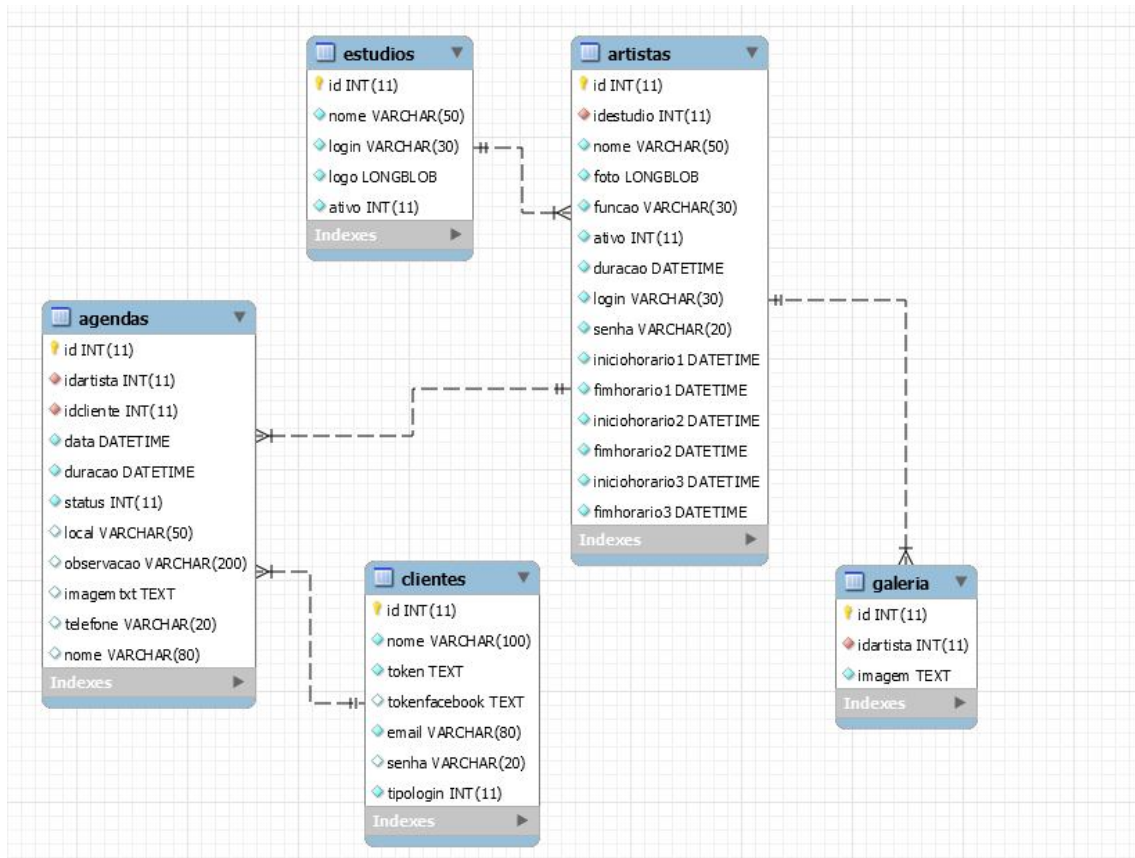 estudios
id INT(11)
nome VARCHAR(50)
login VARCHAR(30)
logo LONGBLOB
ativo INT(11)
Indexes
artistas
id INT(11)
idestudio INT(11)
nome VARCHAR(50)
foto LONGBLOB
funcao VARCHAR(30)
ativo INT(11)
duracao DATETIME
login VARCHAR(30)
senha VARCHAR(20)
iniciohorario1 DATETIME
fimhorario1 DATETIME
iniciohorario2 DATETIME
fimhorario2 DATETIME
iniciohorario3 DATETIME
fimhorario3 DATETIME
Indexes
agendas
id INT(11)
idartista INT(11)
idcliente INT(11)
data DATETIME
duracao DATETIME
status INT(11)
local VARCHAR(50)
observacao VARCHAR(200)
imagemtxt TEXT
telefone VARCHAR(20)
nome VARCHAR(80)
Indexes
clientes
id INT(11)
nome VARCHAR(100)
token TEXT
tokenfacebook TEXT
email VARCHAR(80)
senha VARCHAR(20)
tipologin INT(11)
Indexes
galeria
id INT(11)
idartista INT(11)
imagem TEXT
Indexes